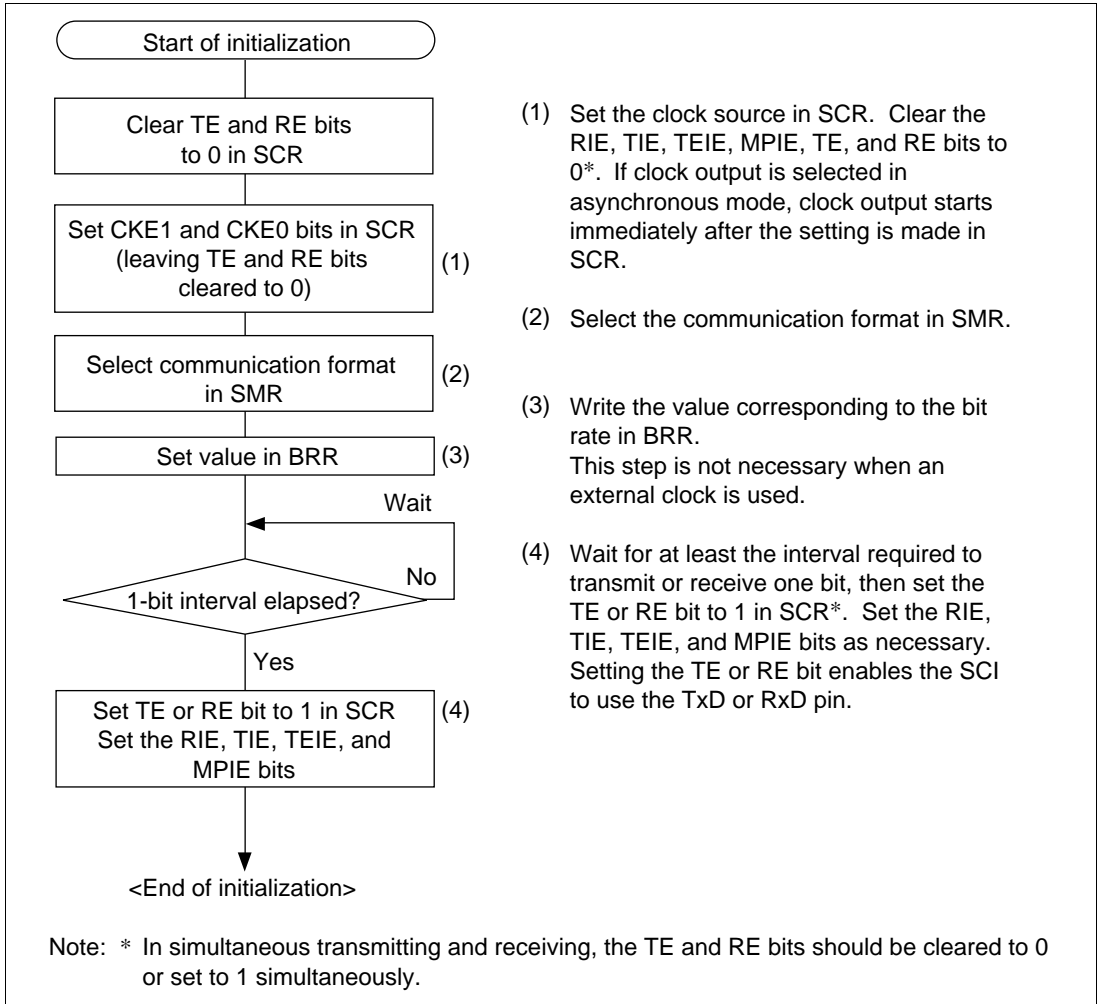 Start of initialization
Clear TE and RE bits
to 0 in SCR
Set CKE1 and CKE0 bits in SCR
(leaving TE and RE bits
cleared to 0)
(1)
Select communication format
in SMR
(2)
Set value in BRR
(3)
Wait
1-bit interval elapsed?
No
Yes
Set TE or RE bit to 1 in SCR
Set the RIE, TIE, TEIE, and
MPIE bits
(4)
<End of initialization>
(1) Set the clock source in SCR. Clear the
RIE, TIE, TEIE, MPIE, TE, and RE bits to
0*. If clock output is selected in
asynchronous mode, clock output starts
immediately after the setting is made in
SCR.
(2) Select the communication format in SMR.
(3) Write the value corresponding to the bit
rate in BRR.
This step is not necessary when an
external clock is used.
(4) Wait for at least the interval required to
transmit or receive one bit, then set the
TE or RE bit to 1 in SCR*. Set the RIE,
TIE, TEIE, and MPIE bits as necessary.
Setting the TE or RE bit enables the SCI
to use the TxD or RxD pin.
Note: * In simultaneous transmitting and receiving, the TE and RE bits should be cleared to 0
or set to 1 simultaneously.